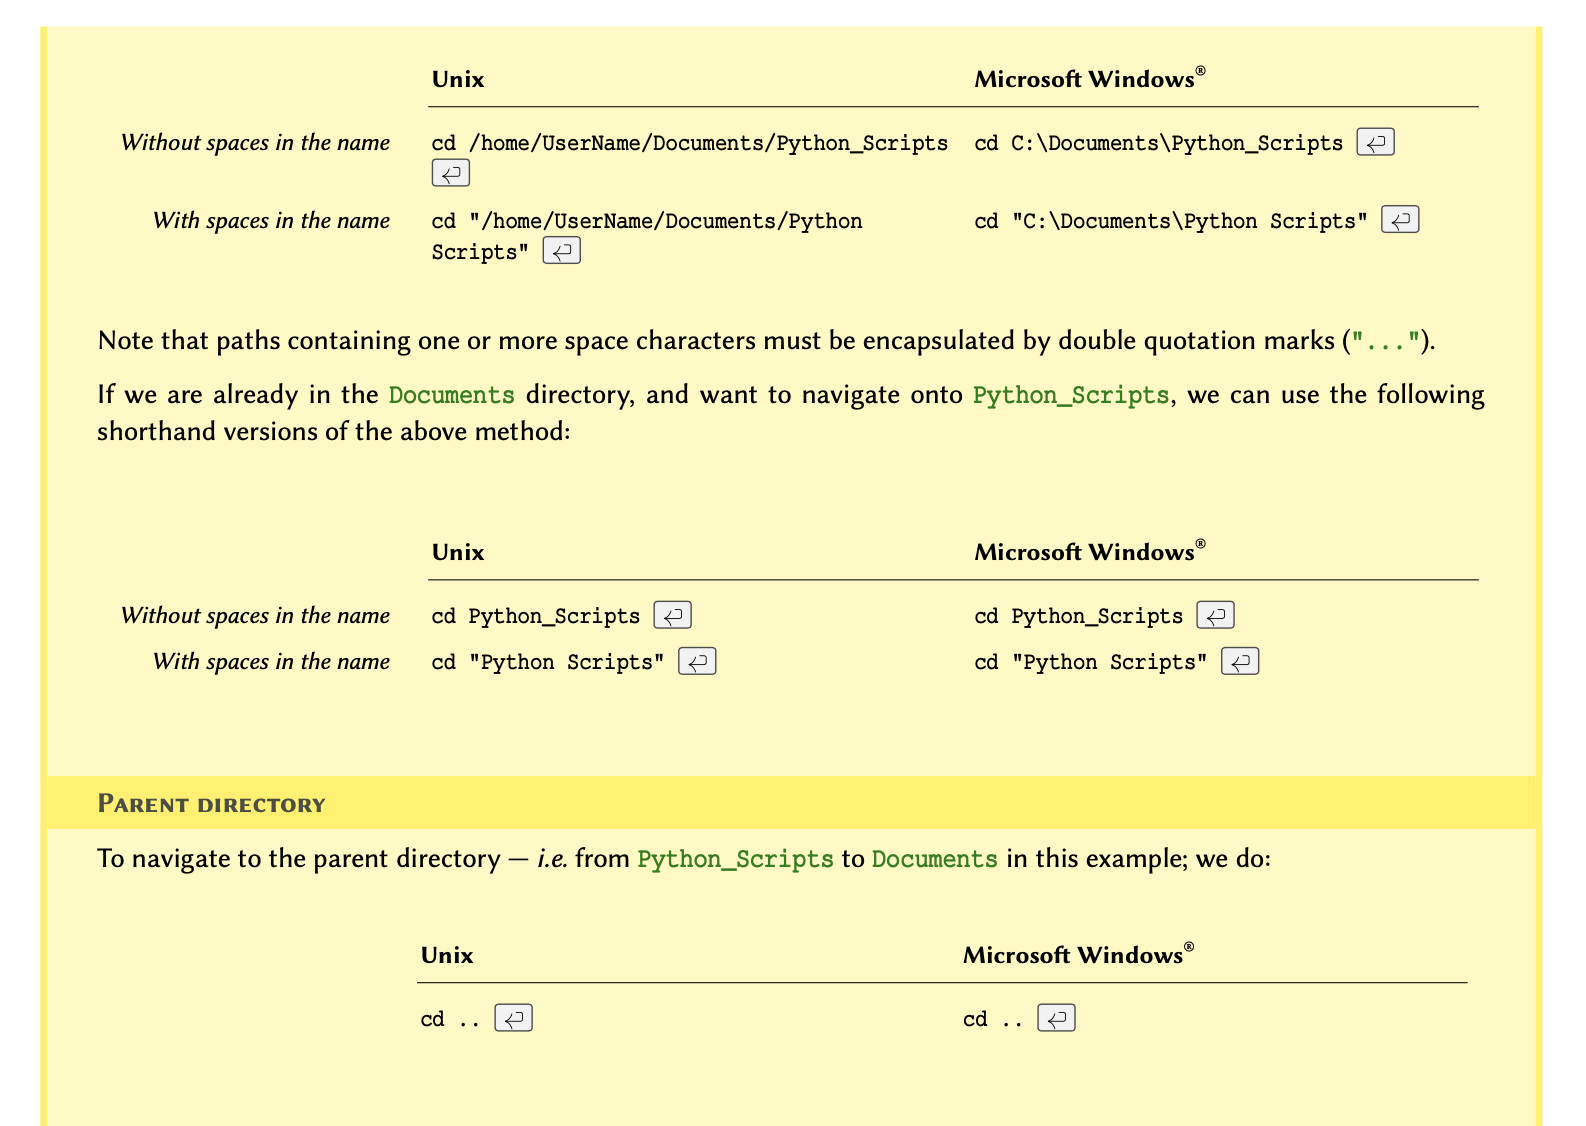 Unix Microsoft Windows®
Without spaces in the name cd /home/UserName/Documents/Python_Scripts cd C:\Documents\Python_Scripts ↵
↵
With spaces in the name cd "/home/UserName/Documents/Python cd "C:\Documents\Python Scripts" ↵
Scripts" ↵
Note that paths containing one or more space characters must be encapsulated by double quotation marks ("...").
If we are already in the Documents directory, and want to navigate onto Python_Scripts, we can use the following
shorthand versions of the above method:
Unix Microsoft Windows®
Without spaces in the name cd Python_Scripts ↵ cd Python_Scripts ↵
With spaces in the name cd "Python Scripts" ↵ cd "Python Scripts" ↵
Parent directory
To navigate to the parent directory — i.e. from Python_Scripts to Documents in this example; we do:
Unix Microsoft Windows®
cd .. ↵ cd .. ↵